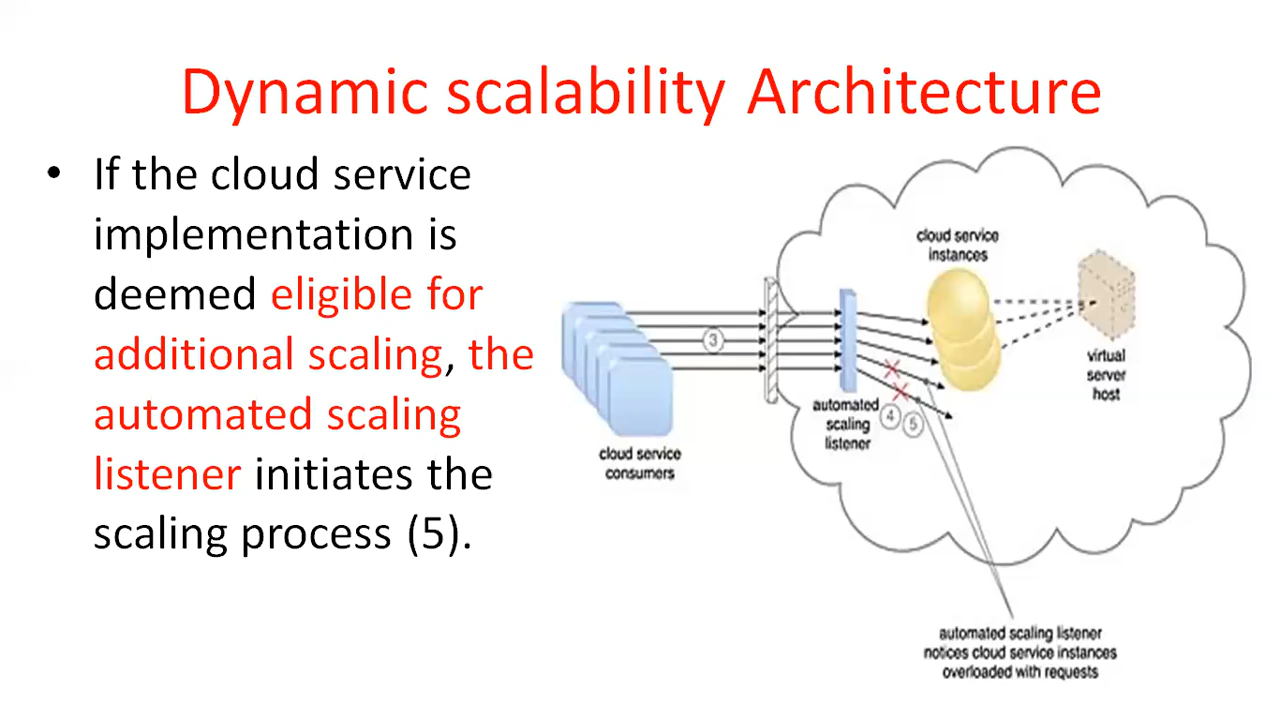 Dynamic scalability Architecture
• If the cloud service
implementation is
deemed eligible for
additional scaling, the
automated scaling
listener initiates the
scaling process (5).
cloud service
consumers
3
automated
scaling
listener
4
5
cloud service
instances
virtual
server
host
automated scaling listener
notices cloud service instances
overloaded with requests